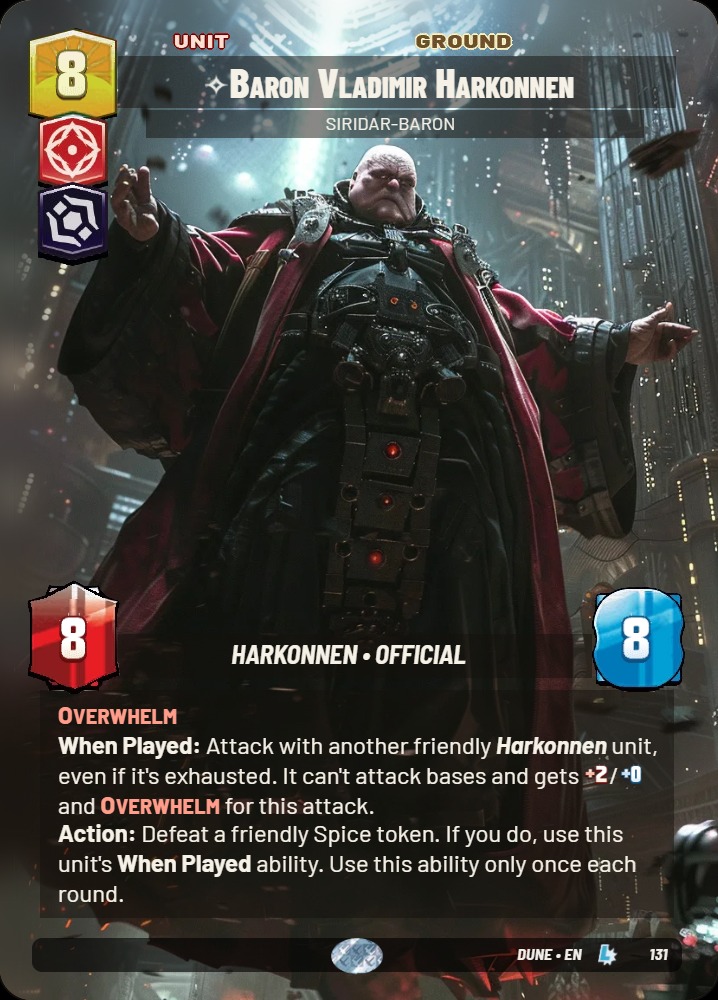 UNIT GROUND
8
✧BARON VLADIMIR HARKONNEN
SIRIDAR-BARON
8
HARKONNEN • OFFICIAL
8
OVERWHELM
When Played: Attack with another friendly Harkonnen unit,
even if it's exhausted. It can't attack bases and gets +2/+0
and OVERWHELM for this attack.
Action: Defeat a friendly Spice token. If you do, use this
unit's When Played ability. Use this ability only once each
round.
DUNE • EN L 131